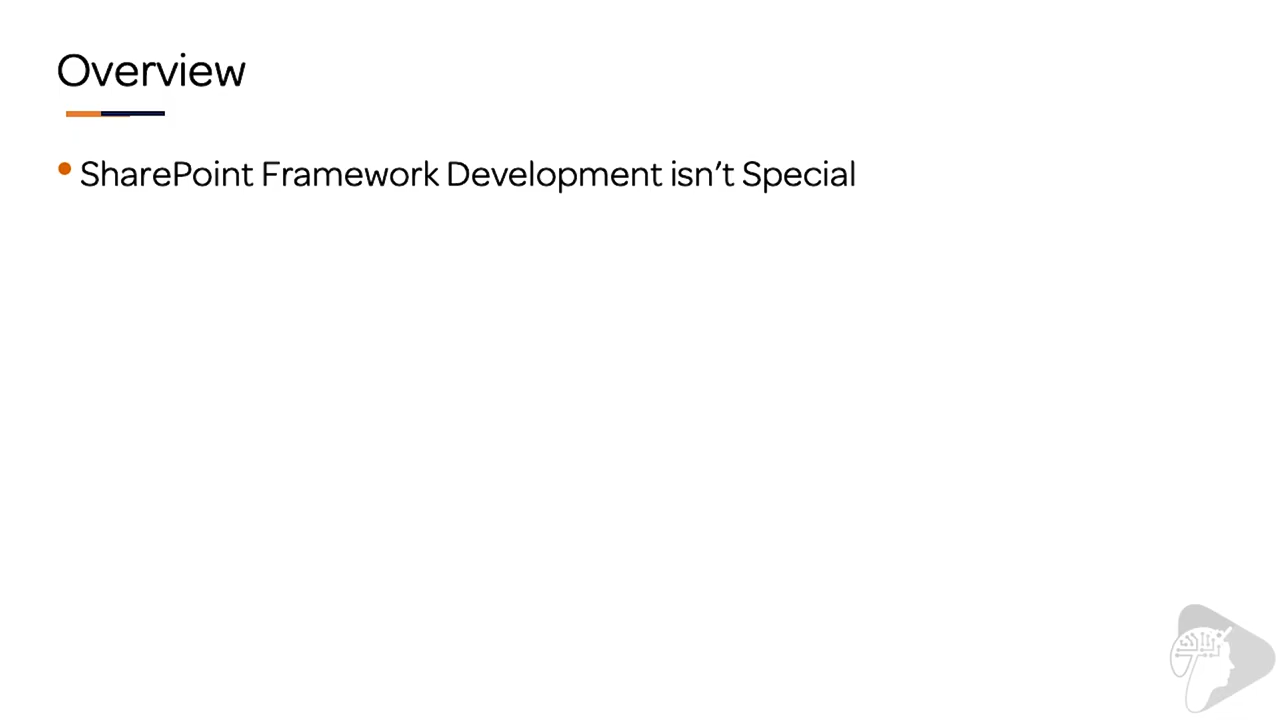 Overview
• SharePoint Framework Development isn’t Special